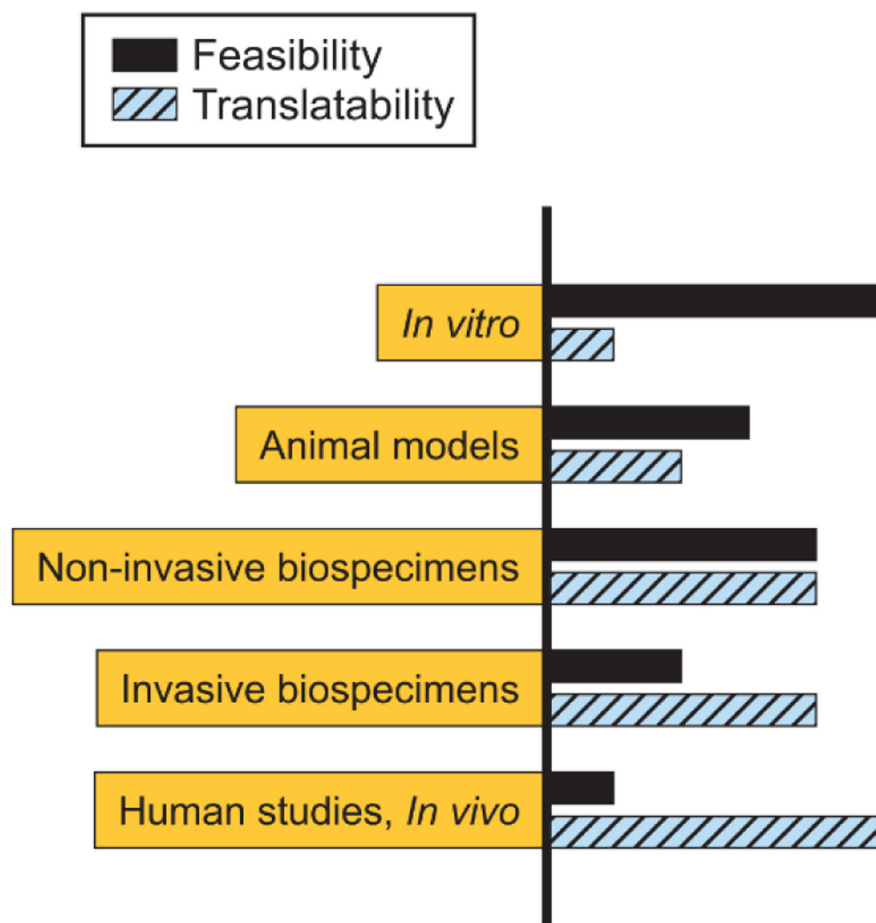 Feasibility
Translatability
In vitro
Animal models
Non-invasive biospecimens
Invasive biospecimens
Human studies, In vivo